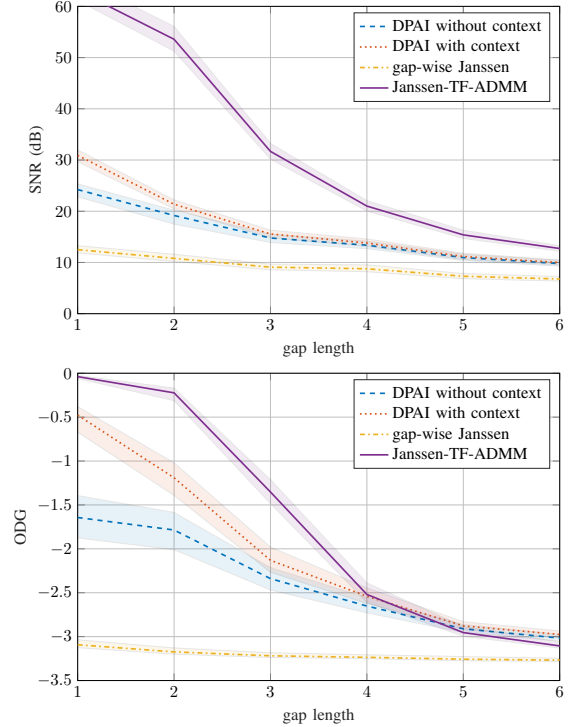 60
50
40
30
20
10
0
SNR (dB)
DPAI without context
DPAI with context
gap-wise Janssen
Janssen-TF-ADMM
1 2 3 4 5 6
gap length
0
−0.5
−1
−1.5
−2
−2.5
−3
−3.5
ODG
DPAI without context
DPAI with context
gap-wise Janssen
Janssen-TF-ADMM
1 2 3 4 5 6
gap length